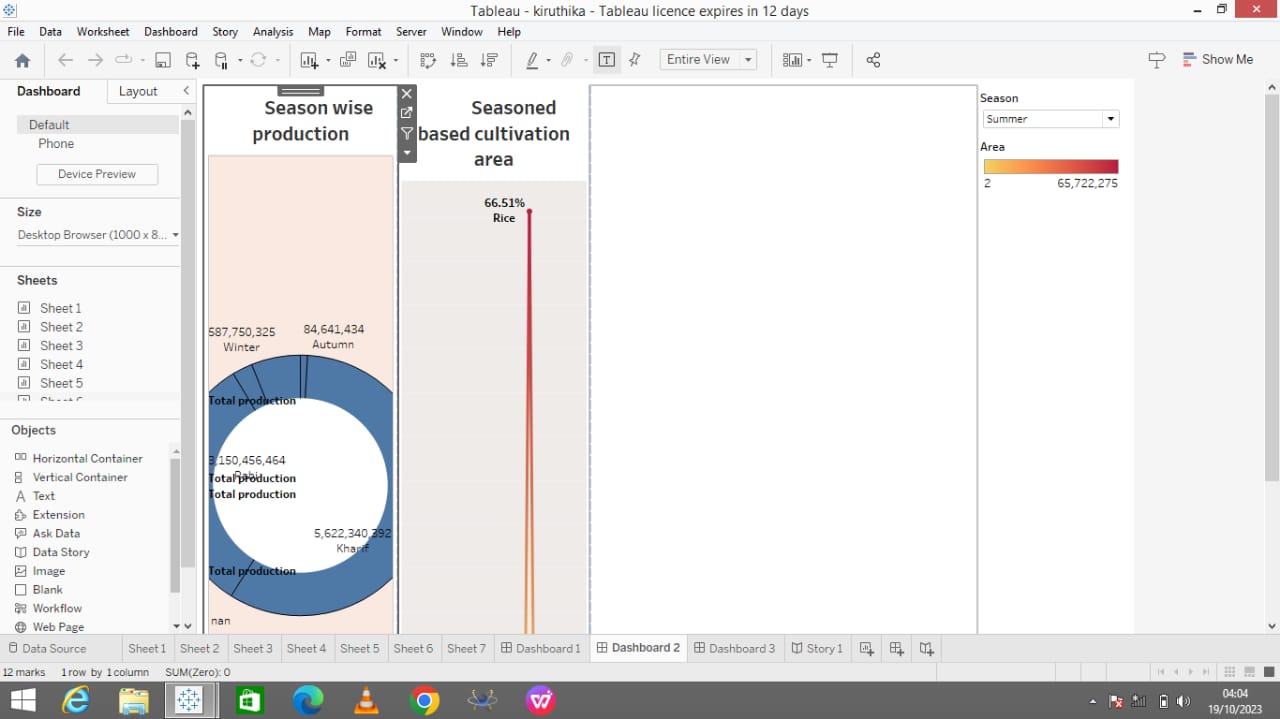 Tableau - kiruthika - Tableau licence expires in 12 days
File Data Worksheet Dashboard Story Analysis Map Format Server Window Help
Entire View
Show Me
Dashboard Layout
Default
Phone
Device Preview
Size
Desktop Browser (1000 x 8...
Sheets
Sheet 1
Sheet 2
Sheet 3
Sheet 4
Sheet 5
Objects
Horizontal Container
Vertical Container
Text
Extension
Ask Data
Data Story
Image
Blank
Workflow
Web Page
Season wise
production
587,750,325
Winter
84,641,434
Autumn
Total production
3,150,456,464
Rabi
Total production
Total production
5,622,340,392
Kharif
Total production
nan
Seasoned
based cultivation
area
66.51%
Rice
Season
Summer
Area
2 65,722,275
Data Source Sheet 1 Sheet 2 Sheet 3 Sheet 4 Sheet 5 Sheet 6 Sheet 7 Dashboard 1 Dashboard 2 Dashboard 3 Story 1
12 marks 1 row by 1 column SUM(Zero): 0
04:04
19/10/2023